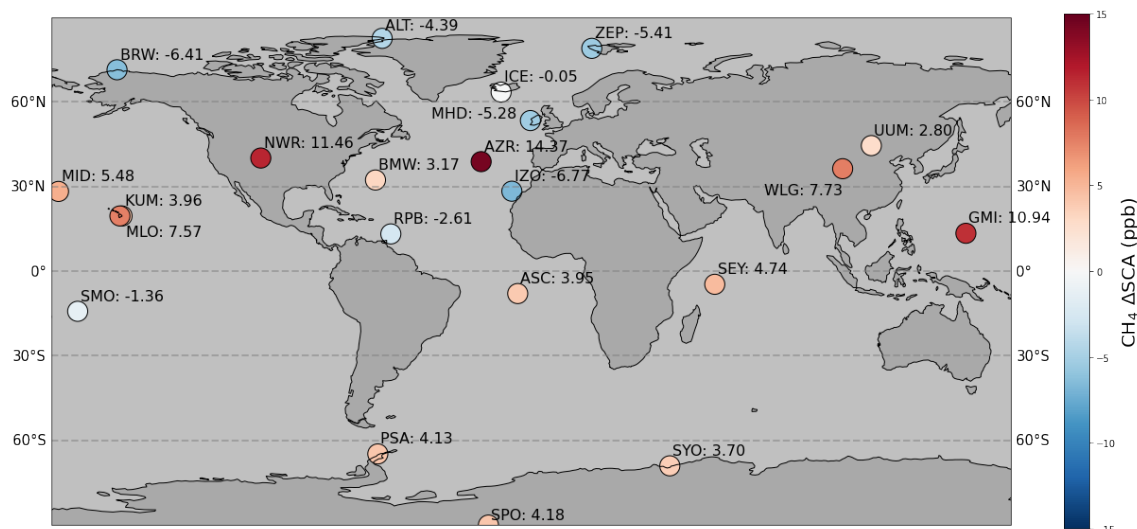 ALT: -4.39
ZEP: -5.41
15
BRW: -6.41
ICE: -0.05
60°N
60°N
10
MHD: -5.28
UUM: 2.80
NWR: 11.46
AZR: 14.37
BMW: 3.17
MID: 5.48
IZO: -6.77
5
30°N
30°N
WLG: 7.73
KUM: 3.96
RPB: -2.61
GMI: 10.94
MLO: 7.57
0°
0°
0
SEY: 4.74
ASC: 3.95
SMO: -1.36
CH₄ ΔSCA (ppb)
30°S
30°S
−5
60°S
60°S
PSA: 4.13
SYO: 3.70
−10
SPO: 4.18
−15